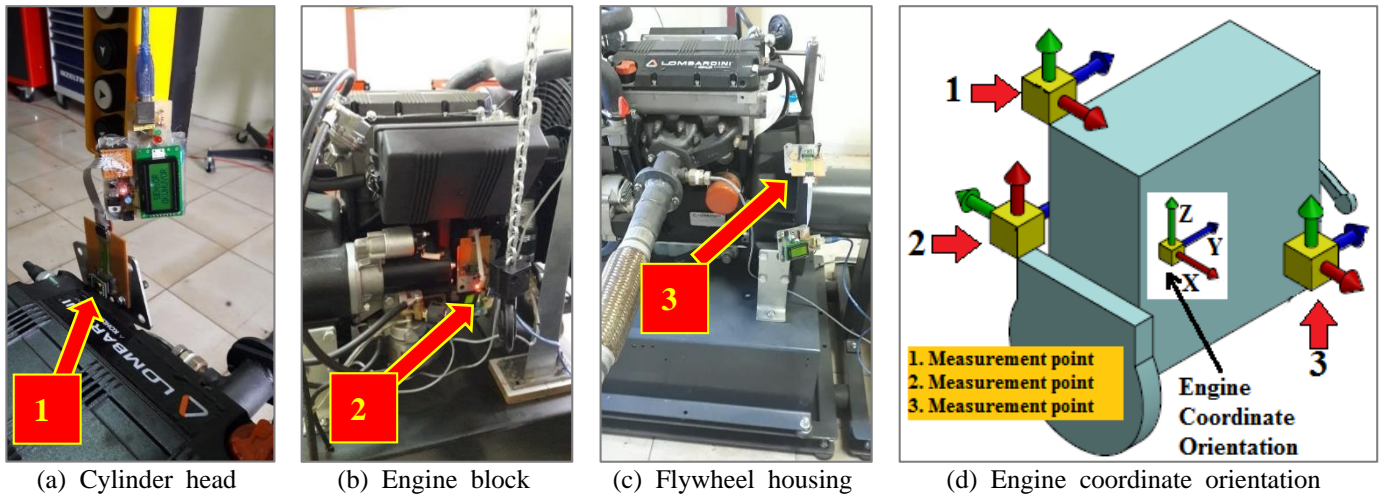 1
LOMBARDINI
2
LOMBARDINI
3
1
2
3
Z
Y
X
1. Measurement point
2. Measurement point
3. Measurement point
Engine
Coordinate
Orientation
(a) Cylinder head
(b) Engine block
(c) Flywheel housing
(d) Engine coordinate orientation